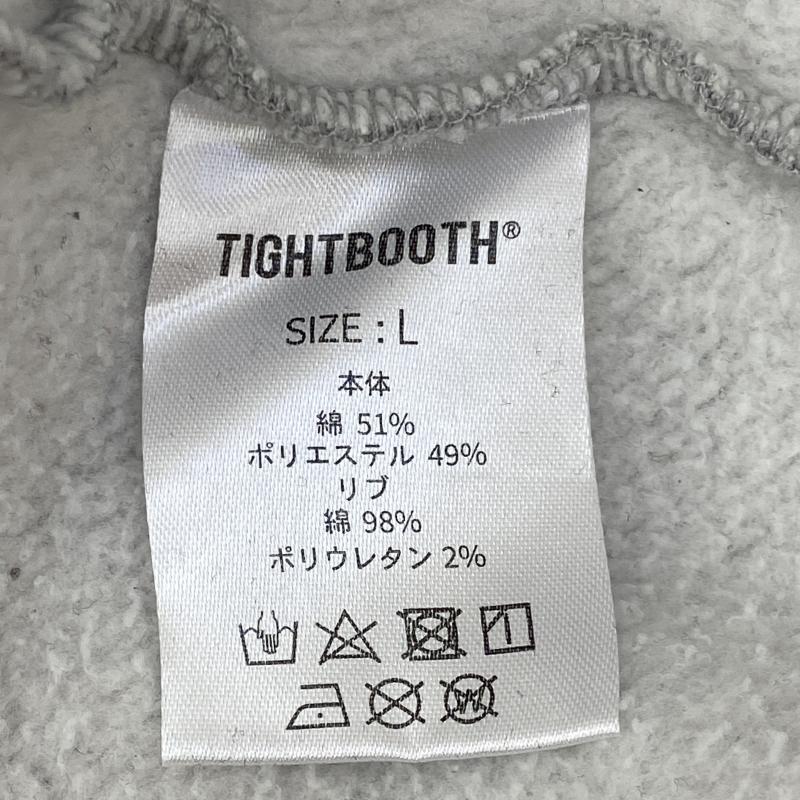 TIGHTBOOTH®
SIZE : L
本体
綿 51%
ポリエステル 49%
リブ
綿 98%
ポリウレタン 2%